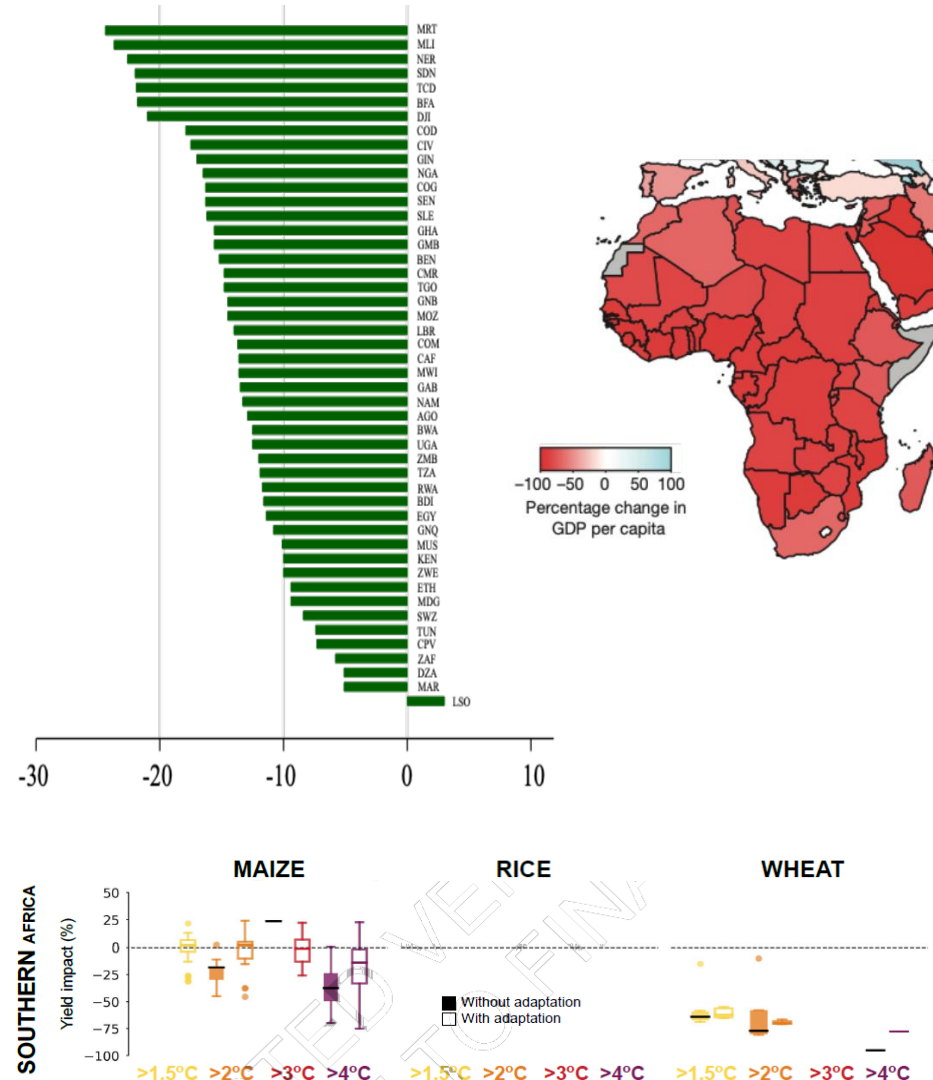 MRT
MLI
NER
SDN
TCD
BFA
DJI
COD
CIV
GIN
NGA
COG
SEN
SLE
GHA
GMB
BEN
CMR
TGO
GNB
MOZ
LBR
COM
CAF
MWI
GAB
NAM
AGO
BWA
UGA
ZMB
TZA
RWA
BDI
EGY
GNQ
MUS
KEN
ZWE
ETH
MDG
SWZ
TUN
CPV
ZAF
DZA
MAR
LSO
-30 -20 -10 0 10
−100 −50 0 50 100
Percentage change in
GDP per capita
MAIZE RICE WHEAT
SOUTHERN AFRICA
Yield impact (%)
50
25
0
−25
−50
−75
−100
Without adaptation
With adaptation
>1.5°C >2°C >3°C >4°C >1.5°C >2°C >3°C >4°C >1.5°C >2°C >3°C >4°C
TO FINA